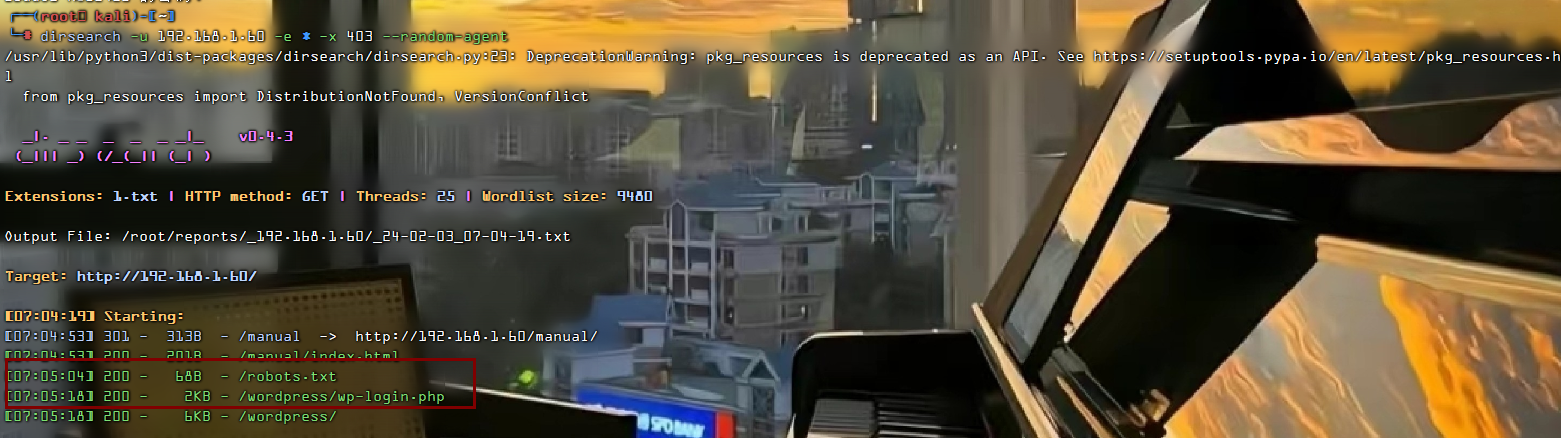 ┌──(root㉿kali)-[~]
└─# dirsearch -u 192.168.1.60 -e * -x 403 --random-agent
/usr/lib/python3/dist-packages/dirsearch/dirsearch.py:23: DeprecationWarning: pkg_resources is deprecated as an API. See https://setuptools.pypa.io/en/latest/pkg_resources.h
l
from pkg_resources import DistributionNotFound, VersionConflict
_|. _ _  _  _  _ _|_    v0.4.3
(_||| _) (/_(_|| (_| )
Extensions: 1.txt | HTTP method: GET | Threads: 25 | Wordlist size: 9480
Output File: /root/reports/_192.168.1.60/_24-02-03_07-04-19.txt
Target: http://192.168.1.60/
[07:04:19] Starting:
[07:04:53] 301 -  313B  - /manual  ->  http://192.168.1.60/manual/
[07:04:53] 200 -  201B  - /manual/index.html
[07:05:04] 200 -   68B  - /robots.txt
[07:05:18] 200 -    2KB - /wordpress/wp-login.php
[07:05:18] 200 -    6KB - /wordpress/